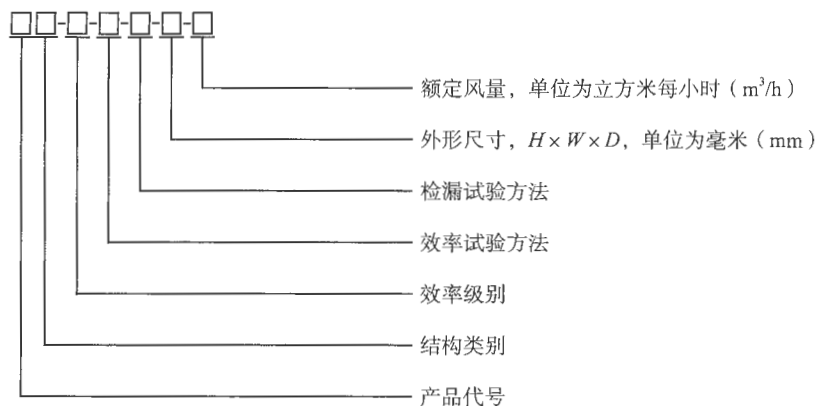 □□-□-□-□-□-□
额定风量，单位为立方米每小时（m³/h）
外形尺寸，H×W×D，单位为毫米（mm）
检漏试验方法
效率试验方法
效率级别
结构类别
产品代号